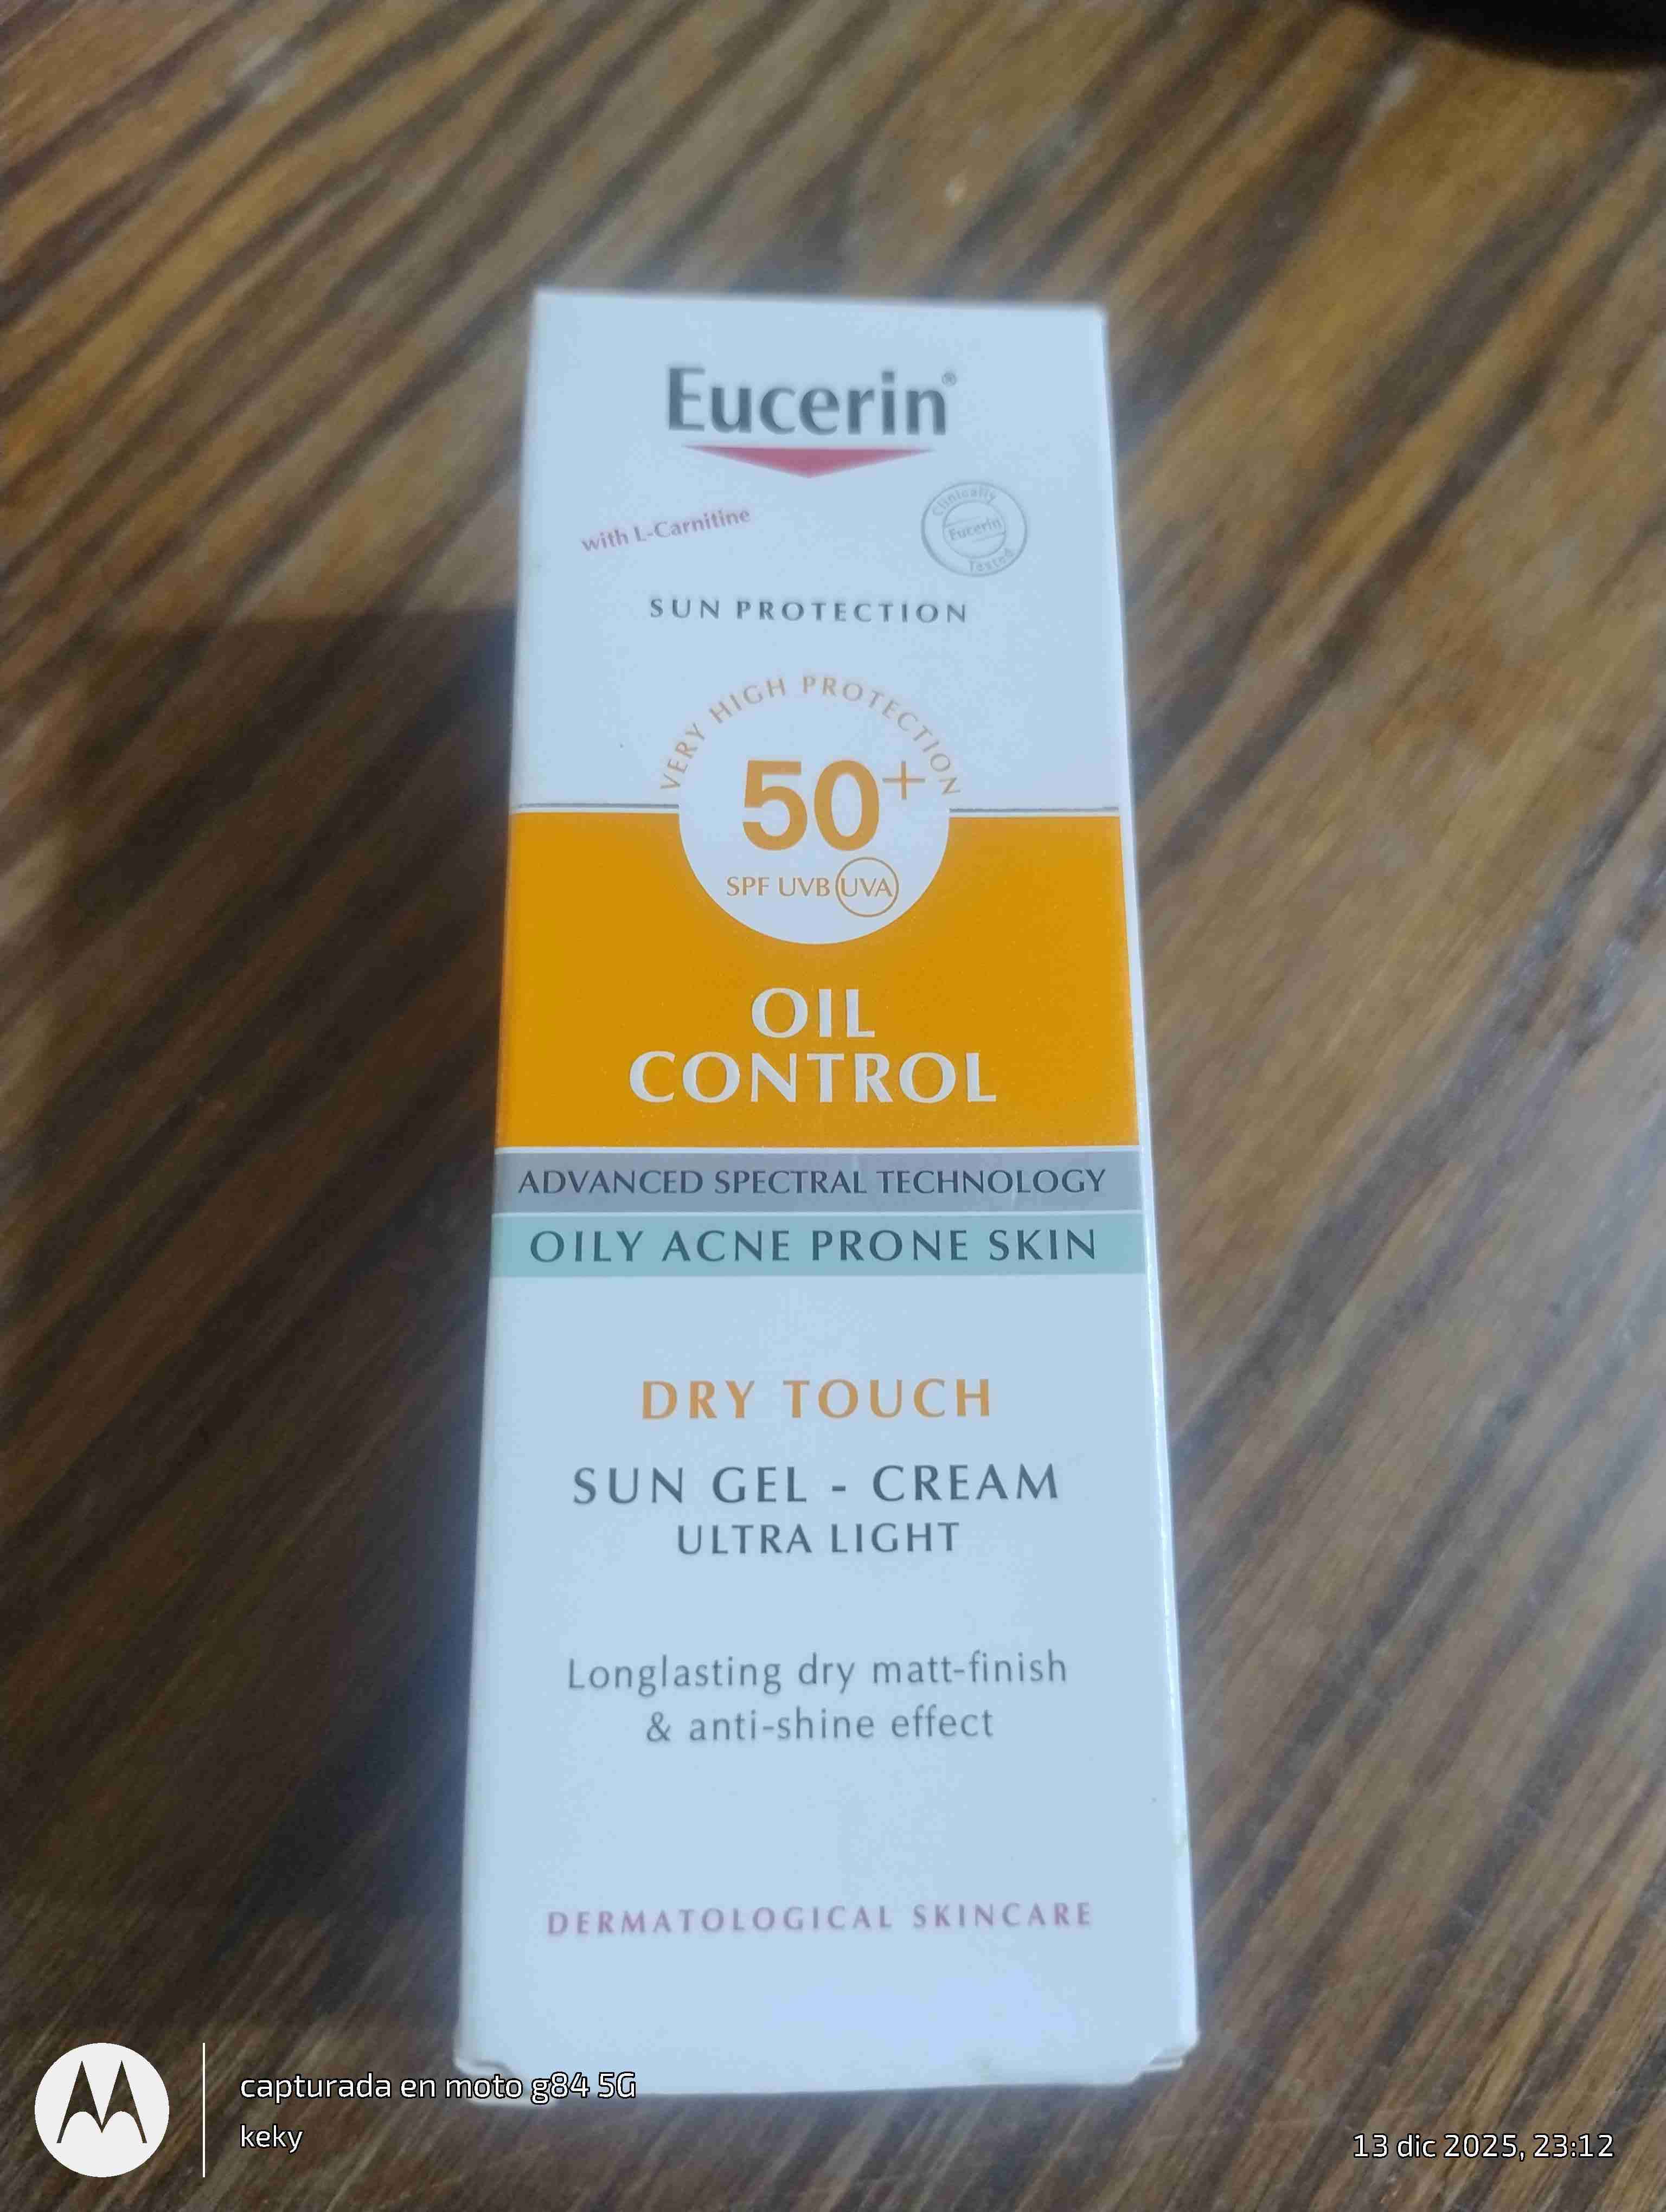 Eucerin®
with L-Carnitine
Clinically
Eucerin
Tested
SUN PROTECTION
VERY HIGH PROTECTION
50+
SPF UVB UVA
OIL
CONTROL
ADVANCED SPECTRAL TECHNOLOGY
OILY ACNE PRONE SKIN
DRY TOUCH
SUN GEL - CREAM
ULTRA LIGHT
Longlasting dry matt-finish
& anti-shine effect
DERMATOLOGICAL SKINCARE
capturada en moto g84 5G
keky
13 dic 2025, 23:12